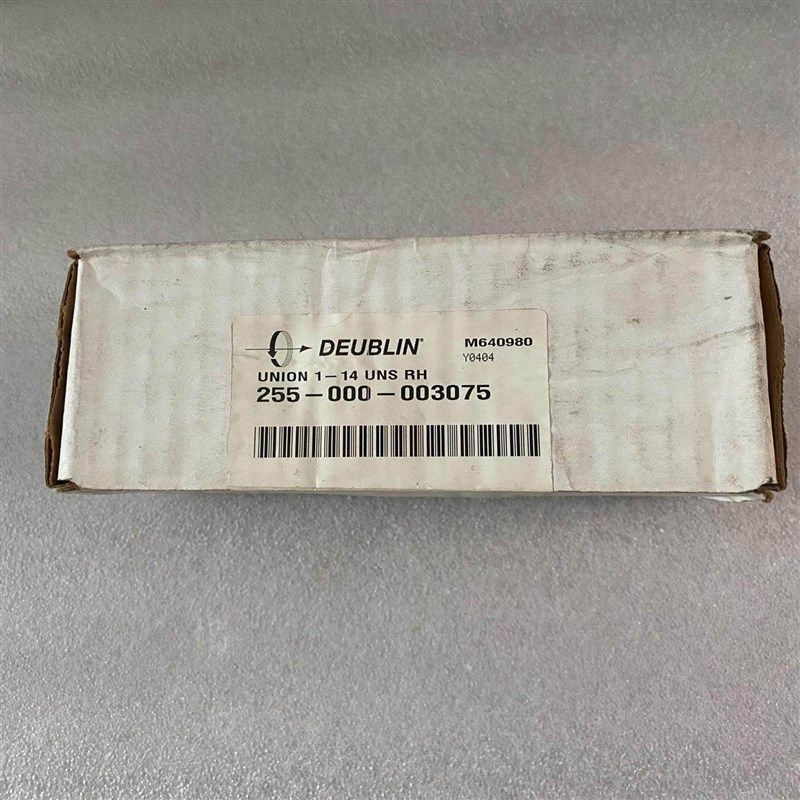 DEUBLIN® M640980
Y0404
UNION 1-14 UNS RH
255-000-003075